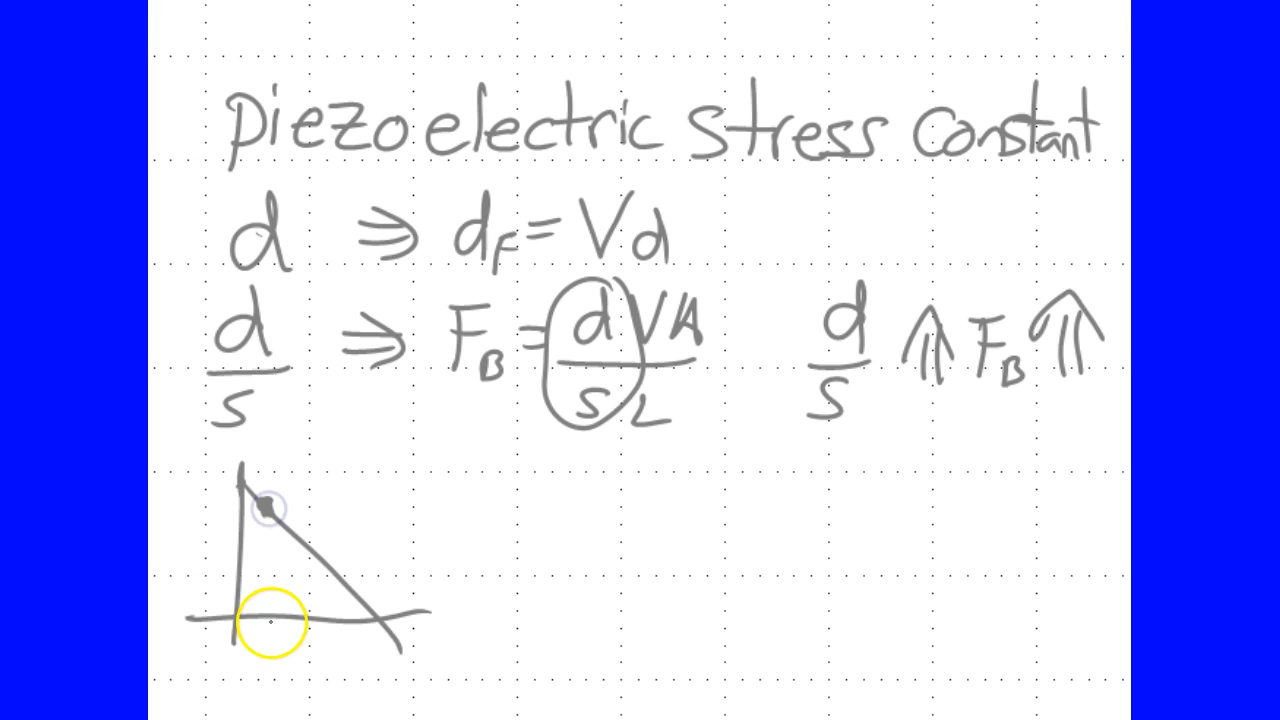 Piezoelectric stress constant
d ⇒ d_F = Vd
d/s ⇒ F_B = dVA/sL d/s ⇑ F_B ⇑